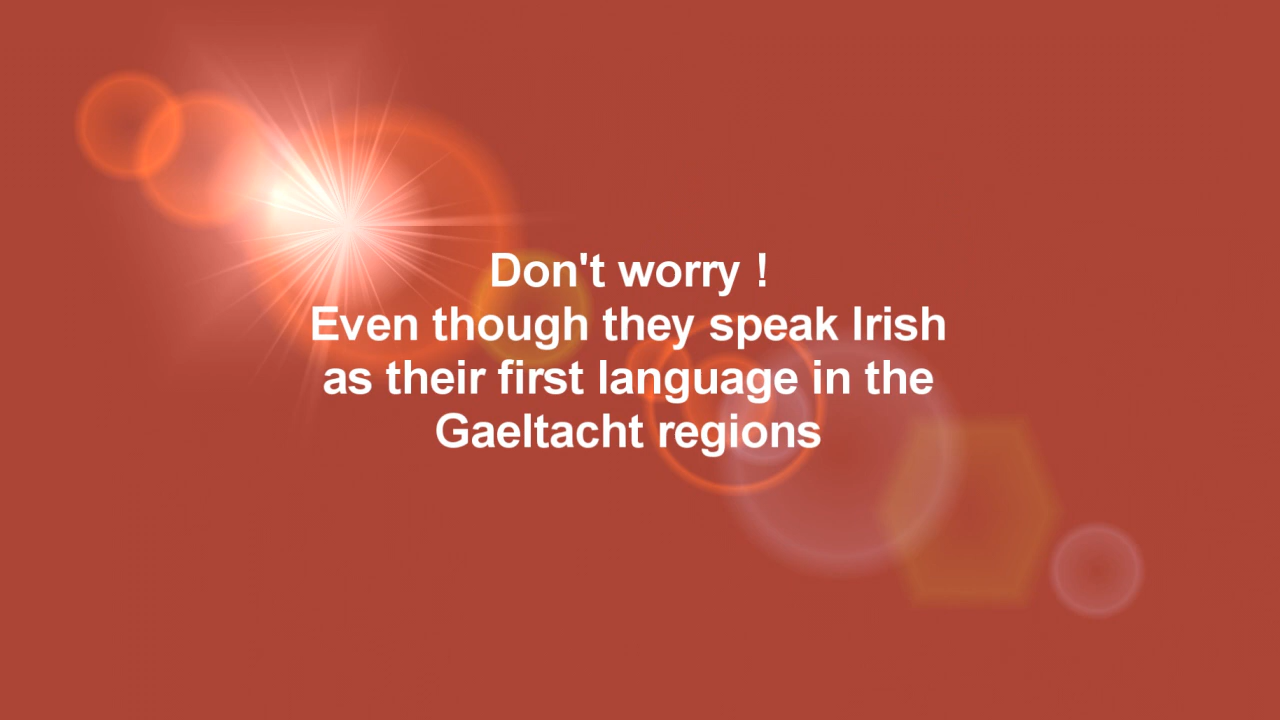 Don't worry !
Even though they speak Irish
as their first language in the
Gaeltacht regions